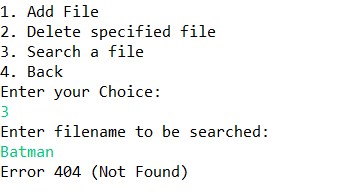 1. Add File
2. Delete specified file
3. Search a file
4. Back
Enter your Choice:
3
Enter filename to be searched:
Batman
Error 404 (Not Found)